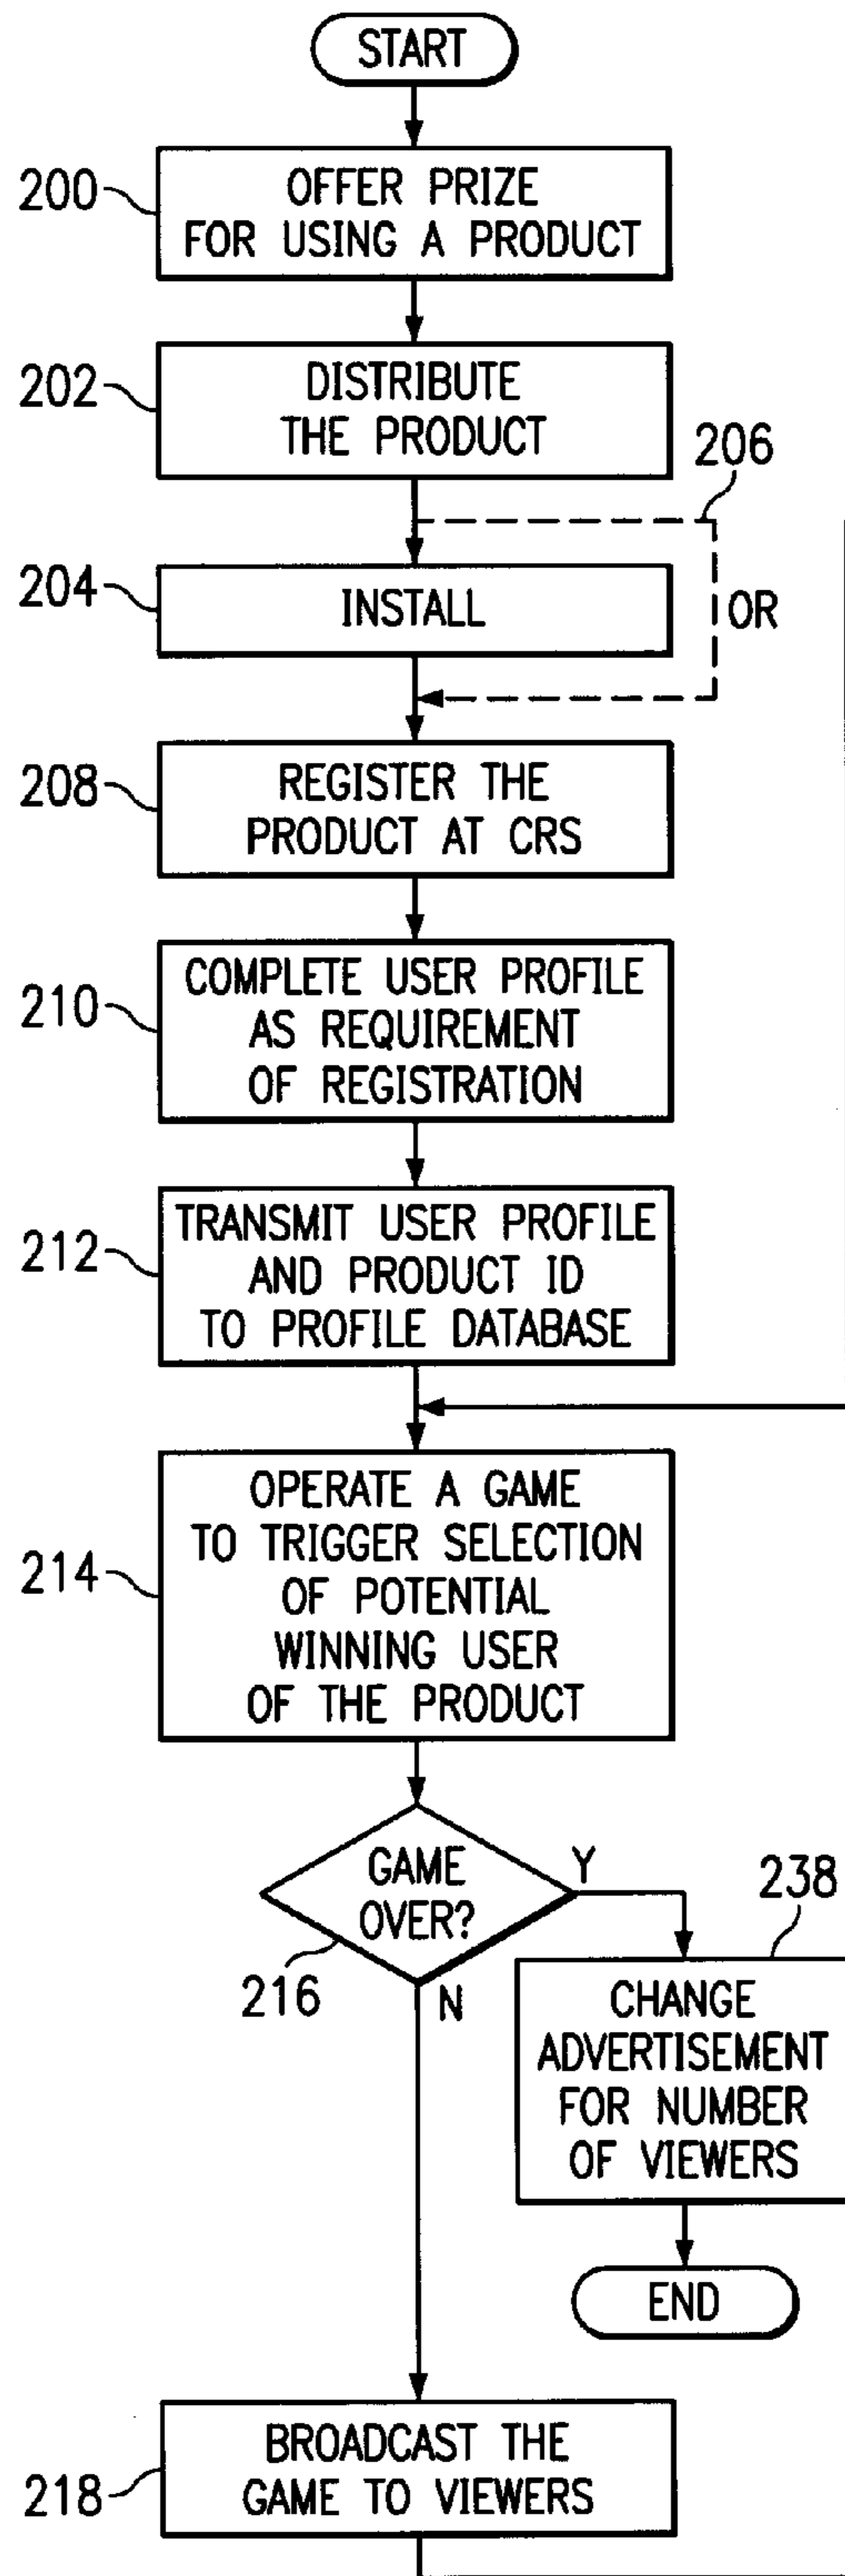 START
200
OFFER PRIZE
FOR USING A PRODUCT
202
DISTRIBUTE
THE PRODUCT
206
204
INSTALL
OR
208
REGISTER THE
PRODUCT AT CRS
210
COMPLETE USER PROFILE
AS REQUIREMENT
OF REGISTRATION
212
TRANSMIT USER PROFILE
AND PRODUCT ID
TO PROFILE DATABASE
214
OPERATE A GAME
TO TRIGGER SELECTION
OF POTENTIAL
WINNING USER
OF THE PRODUCT
GAME
OVER?
Y
216
N
238
CHANGE
ADVERTISEMENT
FOR NUMBER
OF VIEWERS
END
218
BROADCAST THE
GAME TO VIEWERS